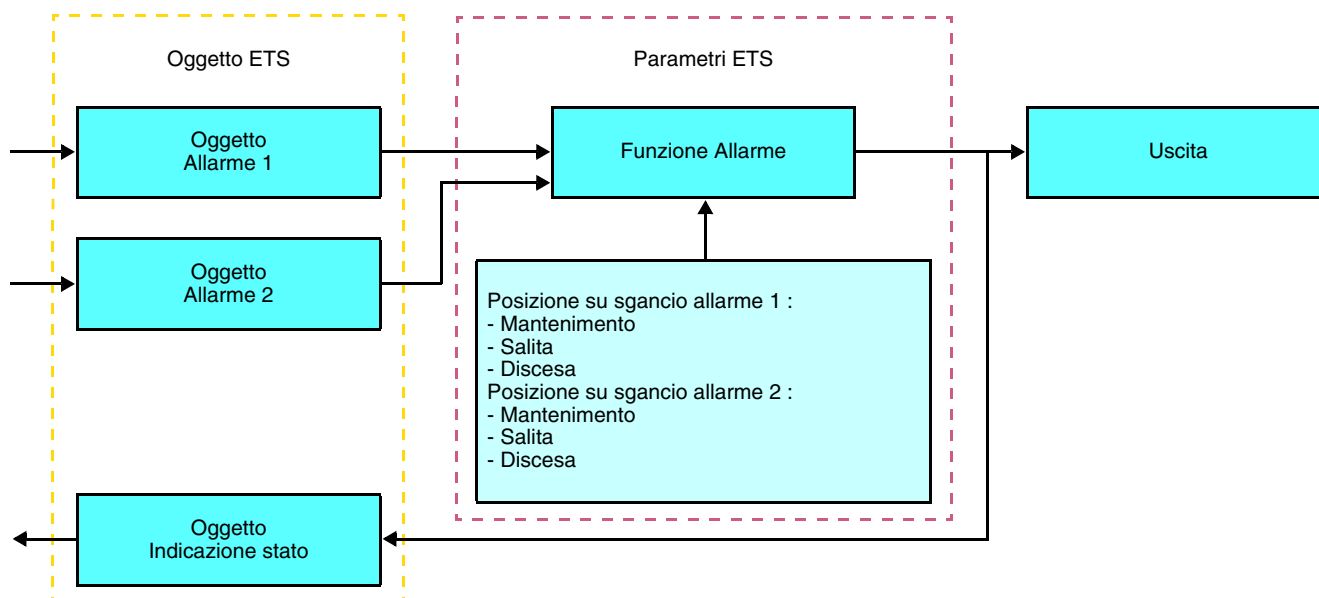 Oggetto ETS
Parametri ETS
Oggetto
Allarme 1
Funzione Allarme
Uscita
Oggetto
Allarme 2
Posizione su sgancio allarme 1 :
- Mantenimento
- Salita
- Discesa
Posizione su sgancio allarme 2 :
- Mantenimento
- Salita
- Discesa
Oggetto
Indicazione stato